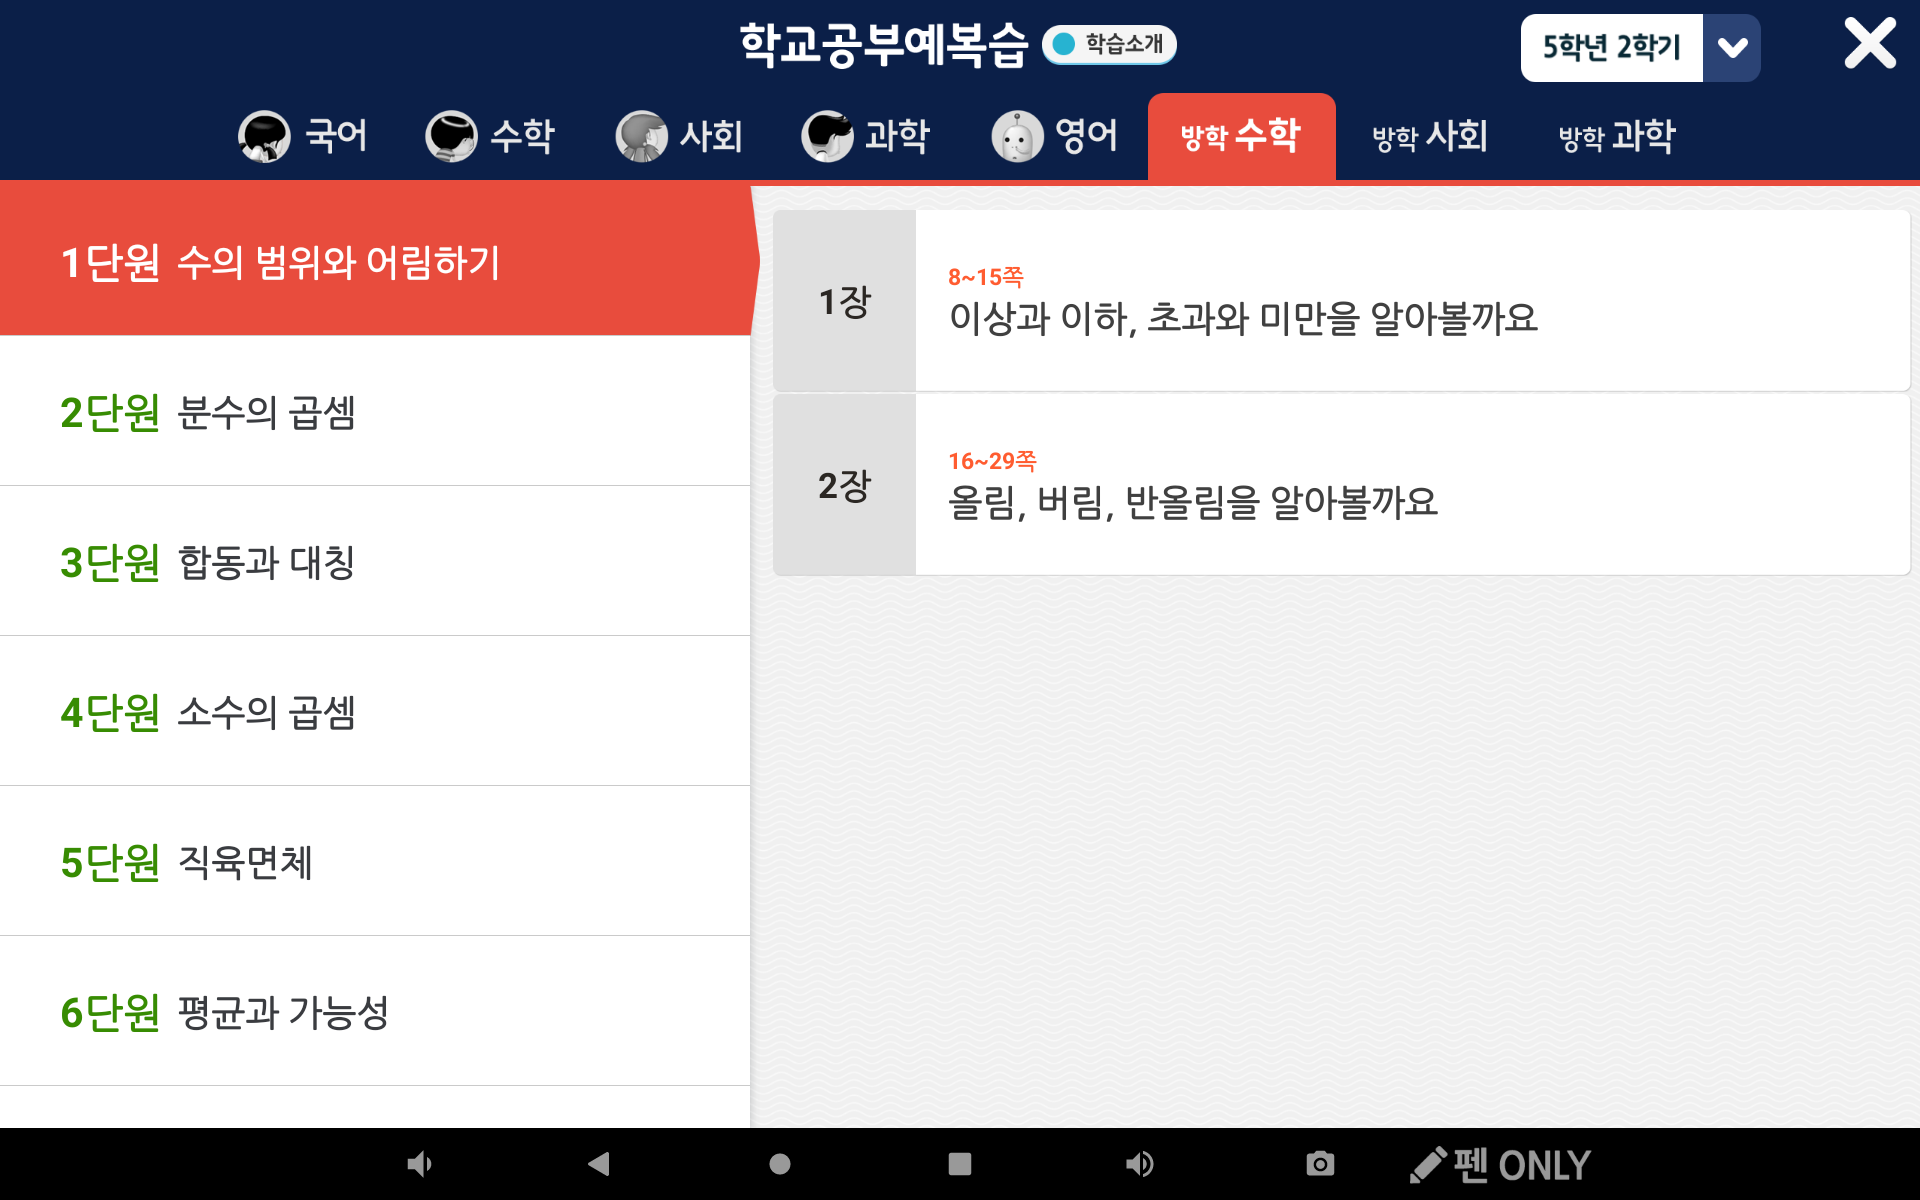 학교공부예복습
학습소개
5학년 2학기
국어
수학
사회
과학
영어
방학 수학
방학 사회
방학 과학
1단원 수의 범위와 어림하기
2단원 분수의 곱셈
3단원 합동과 대칭
4단원 소수의 곱셈
5단원 직육면체
6단원 평균과 가능성
1장
8~15쪽
이상과 이하, 초과와 미만을 알아볼까요
2장
16~29쪽
올림, 버림, 반올림을 알아볼까요
펜 ONLY